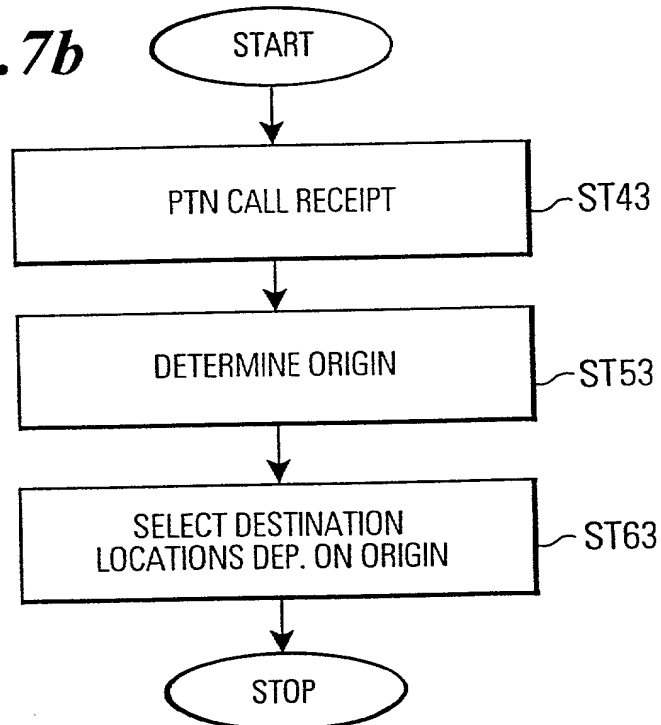 .7b
START
PTN CALL RECEIPT
ST43
DETERMINE ORIGIN
ST53
SELECT DESTINATION
LOCATIONS DEP. ON ORIGIN
ST63
STOP